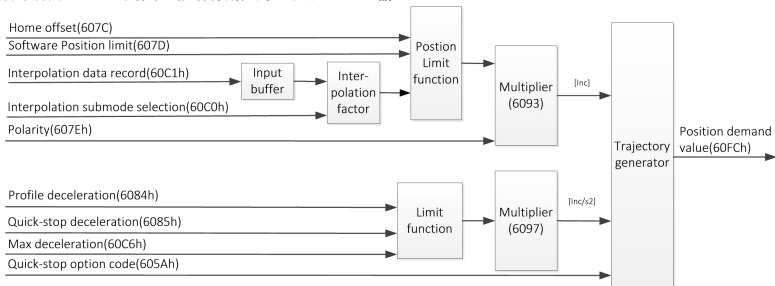 Home offset(607C)
Software Position limit(607D)
Interpolation data record(60C1h)
Input
buffer
Inter-
polation
factor
Interpolation submode selection(60C0h)
Polarity(607Eh)
Postion
Limit
function
Multiplier
(6093)
[Inc]
Trajectory
generator
Position demand
value(60FCh)
Profile deceleration(6084h)
Quick-stop deceleration(6085h)
Max deceleration(60C6h)
Quick-stop option code(605Ah)
Limit
function
Multiplier
(6097)
[Inc/s2]